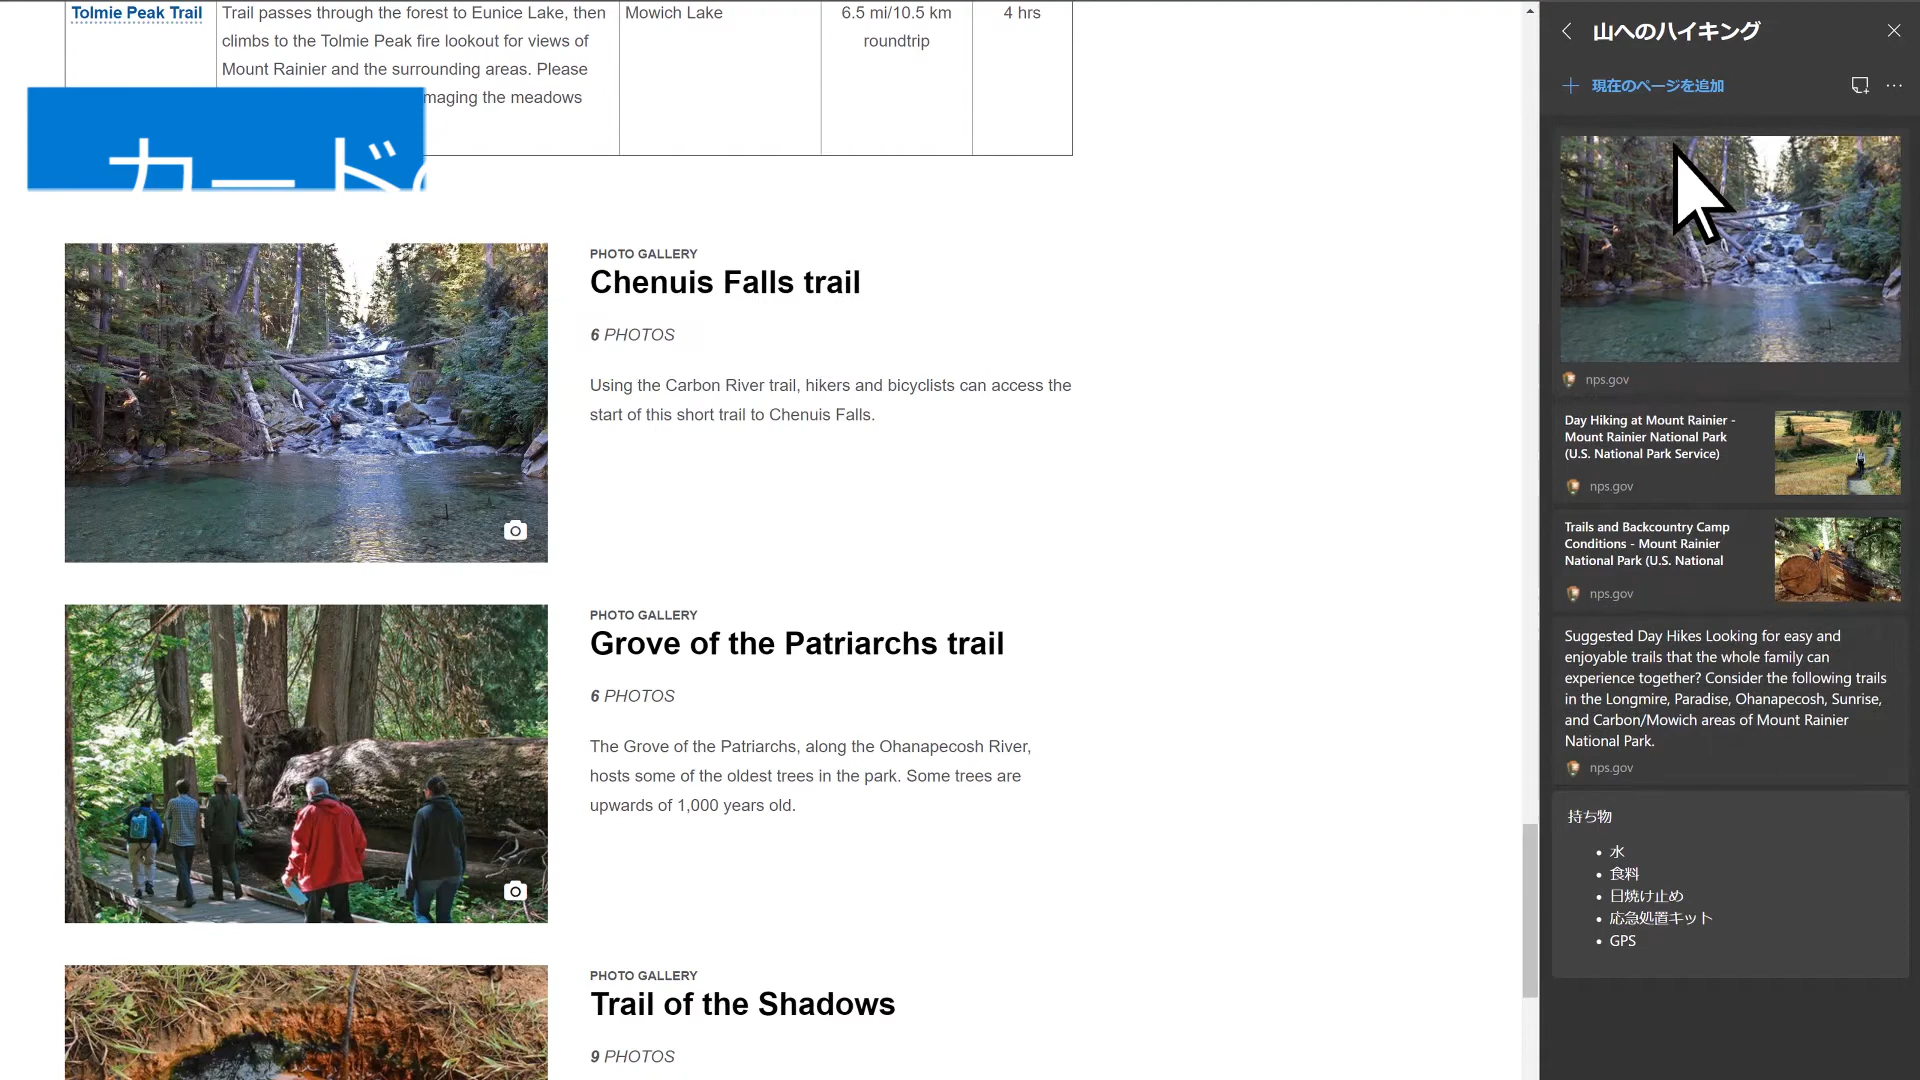 Tolmie Peak Trail
Trail passes through the forest to Eunice Lake, then
climbs to the Tolmie Peak fire lookout for views of
Mount Rainier and the surrounding areas. Please
maging the meadows
Mowich Lake
6.5 mi/10.5 km
roundtrip
4 hrs
カード
PHOTO GALLERY
Chenuis Falls trail
6 PHOTOS
Using the Carbon River trail, hikers and bicyclists can access the
start of this short trail to Chenuis Falls.
PHOTO GALLERY
Grove of the Patriarchs trail
6 PHOTOS
The Grove of the Patriarchs, along the Ohanapecosh River,
hosts some of the oldest trees in the park. Some trees are
upwards of 1,000 years old.
PHOTO GALLERY
Trail of the Shadows
9 PHOTOS
山へのハイキング
現在のページを追加
nps.gov
Day Hiking at Mount Rainier -
Mount Rainier National Park
(U.S. National Park Service)
nps.gov
Trails and Backcountry Camp
Conditions - Mount Rainier
National Park (U.S. National
nps.gov
Suggested Day Hikes Looking for easy and
enjoyable trails that the whole family can
experience together? Consider the following trails
in the Longmire, Paradise, Ohanapecosh, Sunrise,
and Carbon/Mowich areas of Mount Rainier
National Park.
nps.gov
持ち物
• 水
• 食料
• 日焼け止め
• 応急処置キット
• GPS